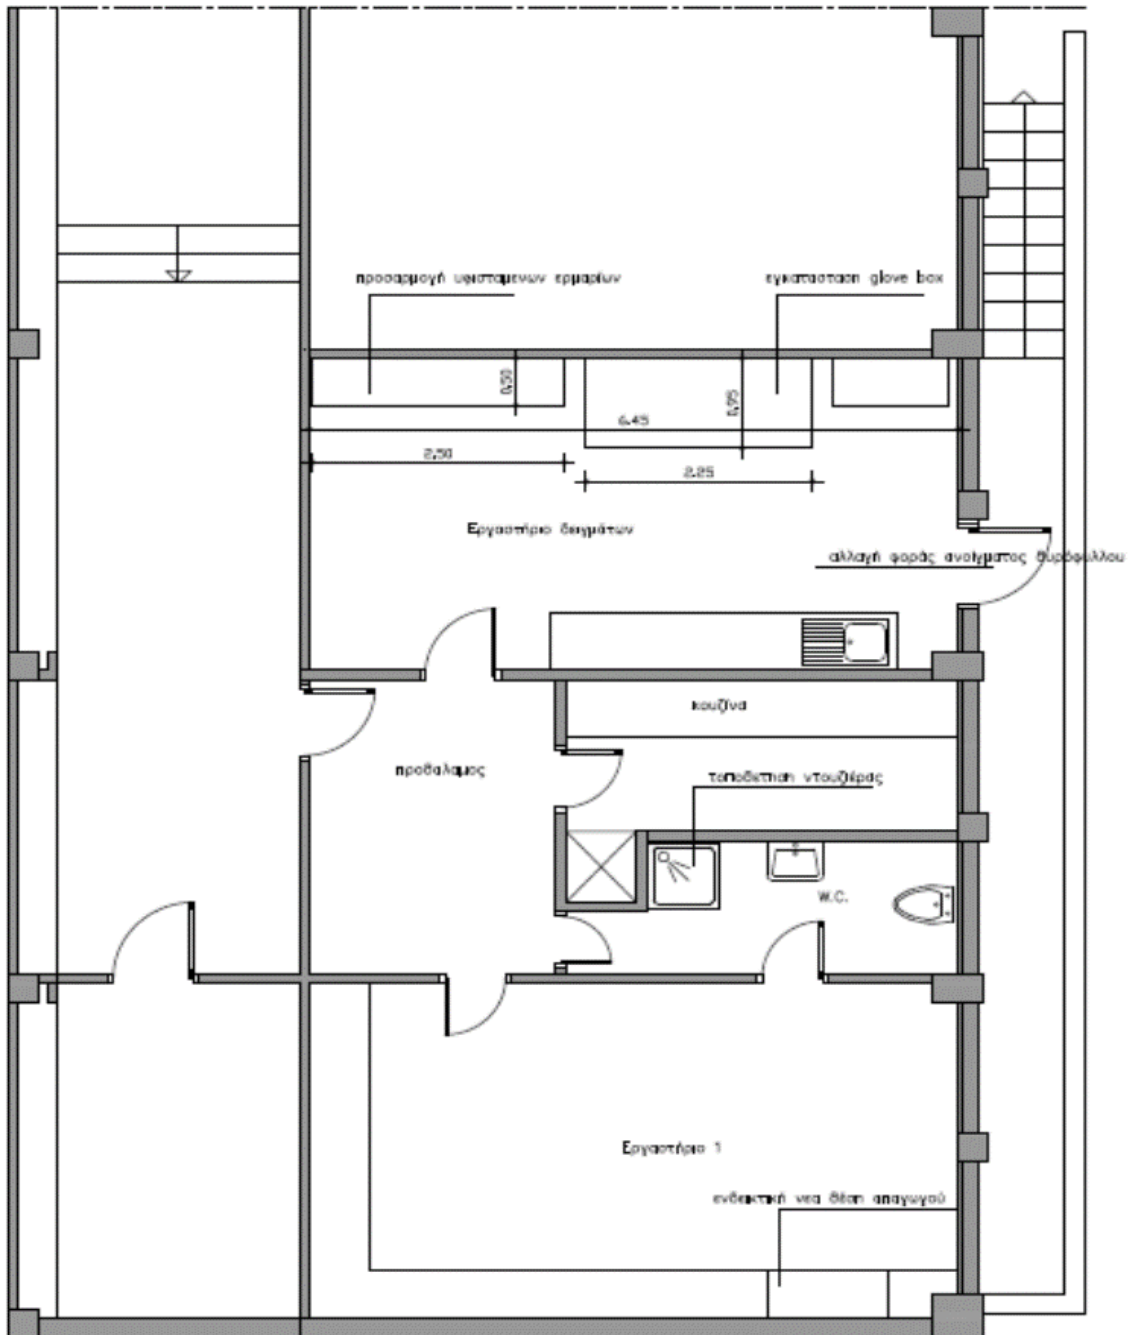 προσαρμογή υφισταμενων ερμαρίων
εγκατασταση glove box
0,50
0,95
6.45
2,50
2.25
Εργαστήριο δειγμάτων
αλλαγή φοράς ανοίγματος θυρόφυλλου
κουζίνα
προθαλαμος
τοποθετηση ντουζιέρας
W.C.
Εργαστήριο 1
ενδεικτική νεα θέση απαγωγού